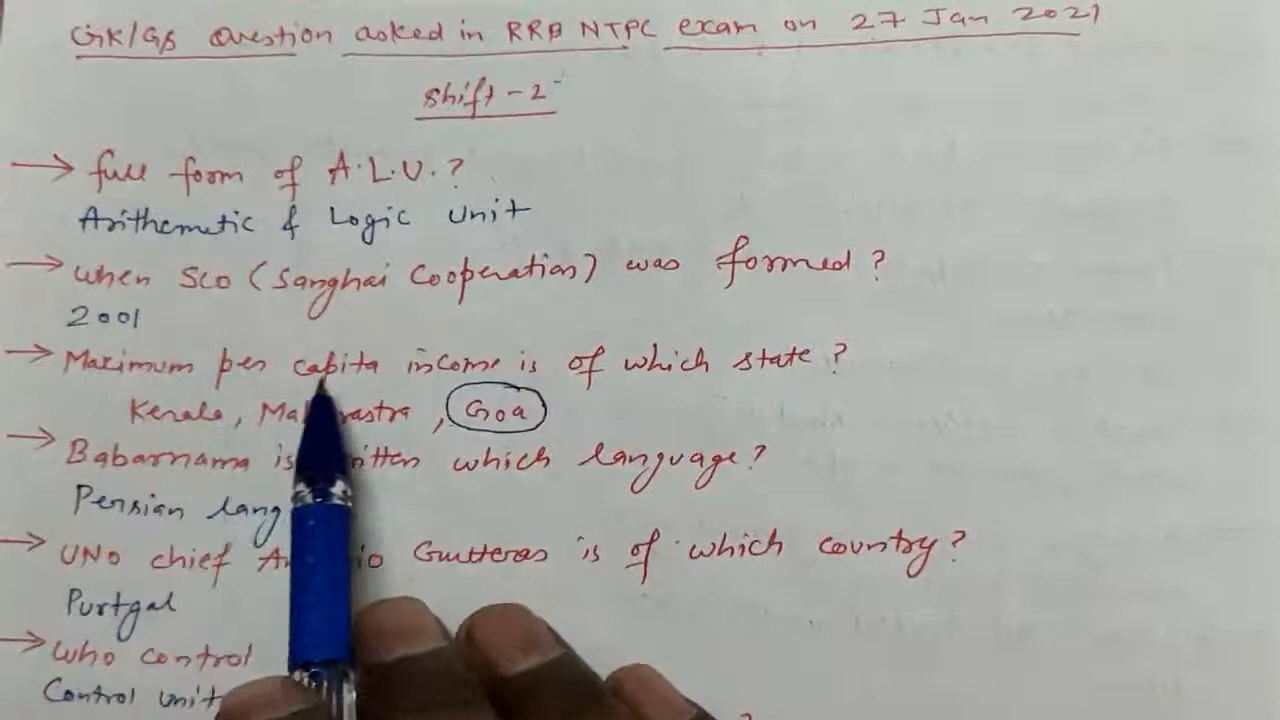 GK/GS Question asked in RRB NTPC exam on 27 Jan 2021
Shift - 2
→ full form of A.L.U.?
Arithemetic & Logic Unit
→ when SCO (Sanghai Cooperation) was formed?
2001
→ Maximum per capita income is of which state?
Kerala, , Goa
→ Babarnama is which language?
Persian lang
→ UNO chief Gutteras is of which country?
Purtgal
→ Who control
Control unit